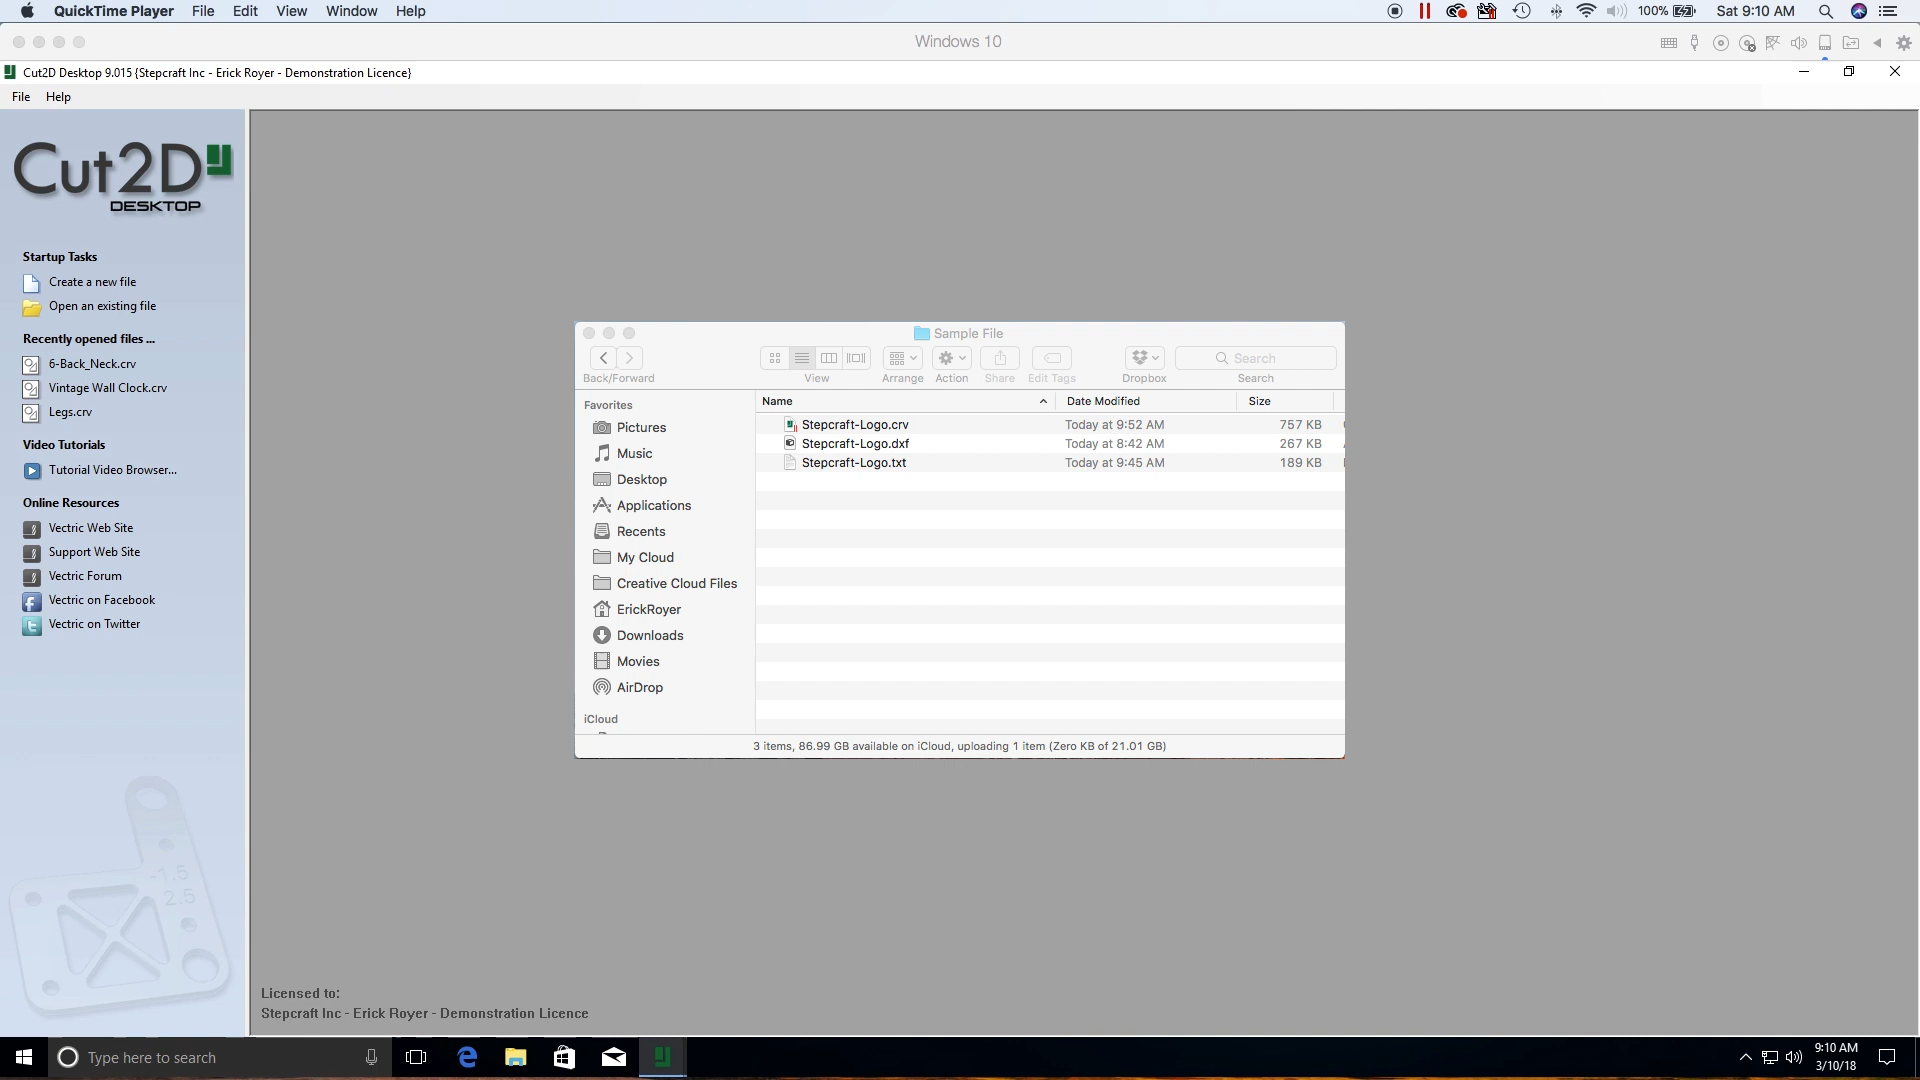 QuickTime Player File Edit View Window Help 100% Sat 9:10 AM
Windows 10
Cut2D Desktop 9.015 {Stepcraft Inc - Erick Royer - Demonstration Licence}
File Help
Cut2D
DESKTOP
Startup Tasks
Create a new file
Open an existing file
Recently opened files ...
6-Back_Neck.crv
Vintage Wall Clock.crv
Legs.crv
Video Tutorials
Tutorial Video Browser...
Online Resources
Vectric Web Site
Support Web Site
Vectric Forum
Vectric on Facebook
Vectric on Twitter
-1.5
2.5
Sample File
Search
Back/Forward View Arrange Action Share Edit Tags Dropbox Search
Favorites
Pictures
Music
Desktop
Applications
Recents
My Cloud
Creative Cloud Files
ErickRoyer
Downloads
Movies
AirDrop
iCloud
Name Date Modified Size
Stepcraft-Logo.crv Today at 9:52 AM 757 KB
Stepcraft-Logo.dxf Today at 8:42 AM 267 KB
Stepcraft-Logo.txt Today at 9:45 AM 189 KB
3 items, 86.99 GB available on iCloud, uploading 1 item (Zero KB of 21.01 GB)
Licensed to:
Stepcraft Inc - Erick Royer - Demonstration Licence
Type here to search
9:10 AM
3/10/18